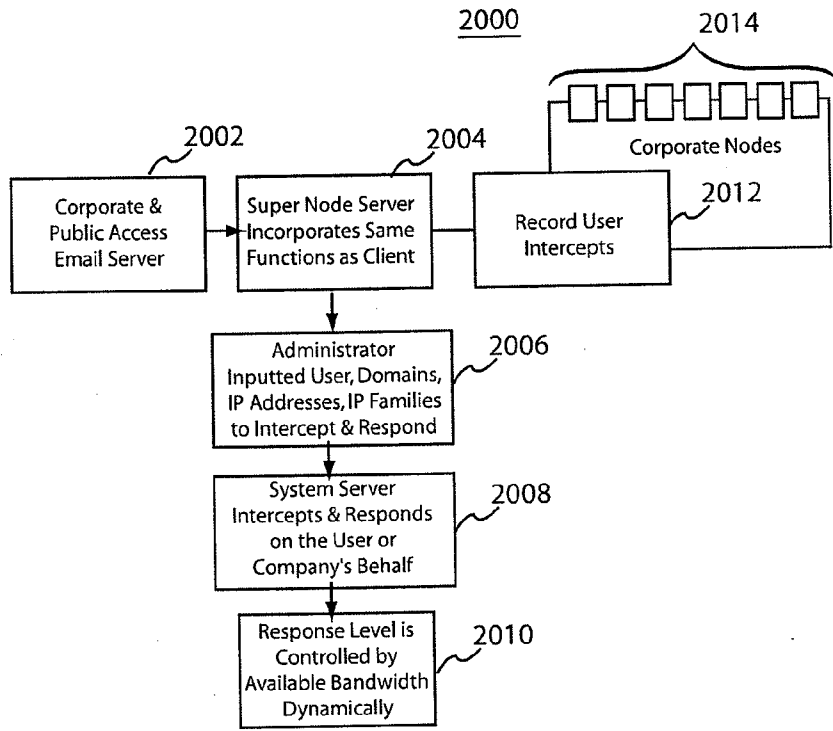 2000
2014
Corporate Nodes
2002
2004
2012
Corporate &
Public Access
Email Server
Super Node Server
Incorporates Same
Functions as Client
Record User
Intercepts
2006
Administrator
Inputted User, Domains,
IP Addresses, IP Families
to Intercept & Respond
2008
System Server
Intercepts & Responds
on the User or
Company's Behalf
2010
Response Level is
Controlled by
Available Bandwidth
Dynamically